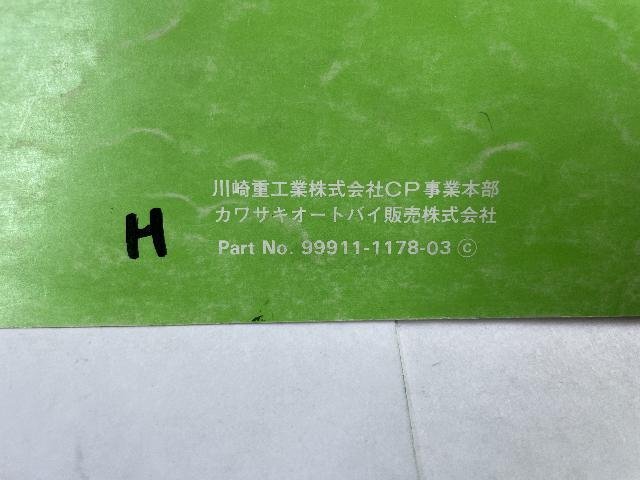 川崎重工業株式会社CP事業本部
カワサキオートバイ販売株式会社
H
Part No. 99911-1178-03 ©